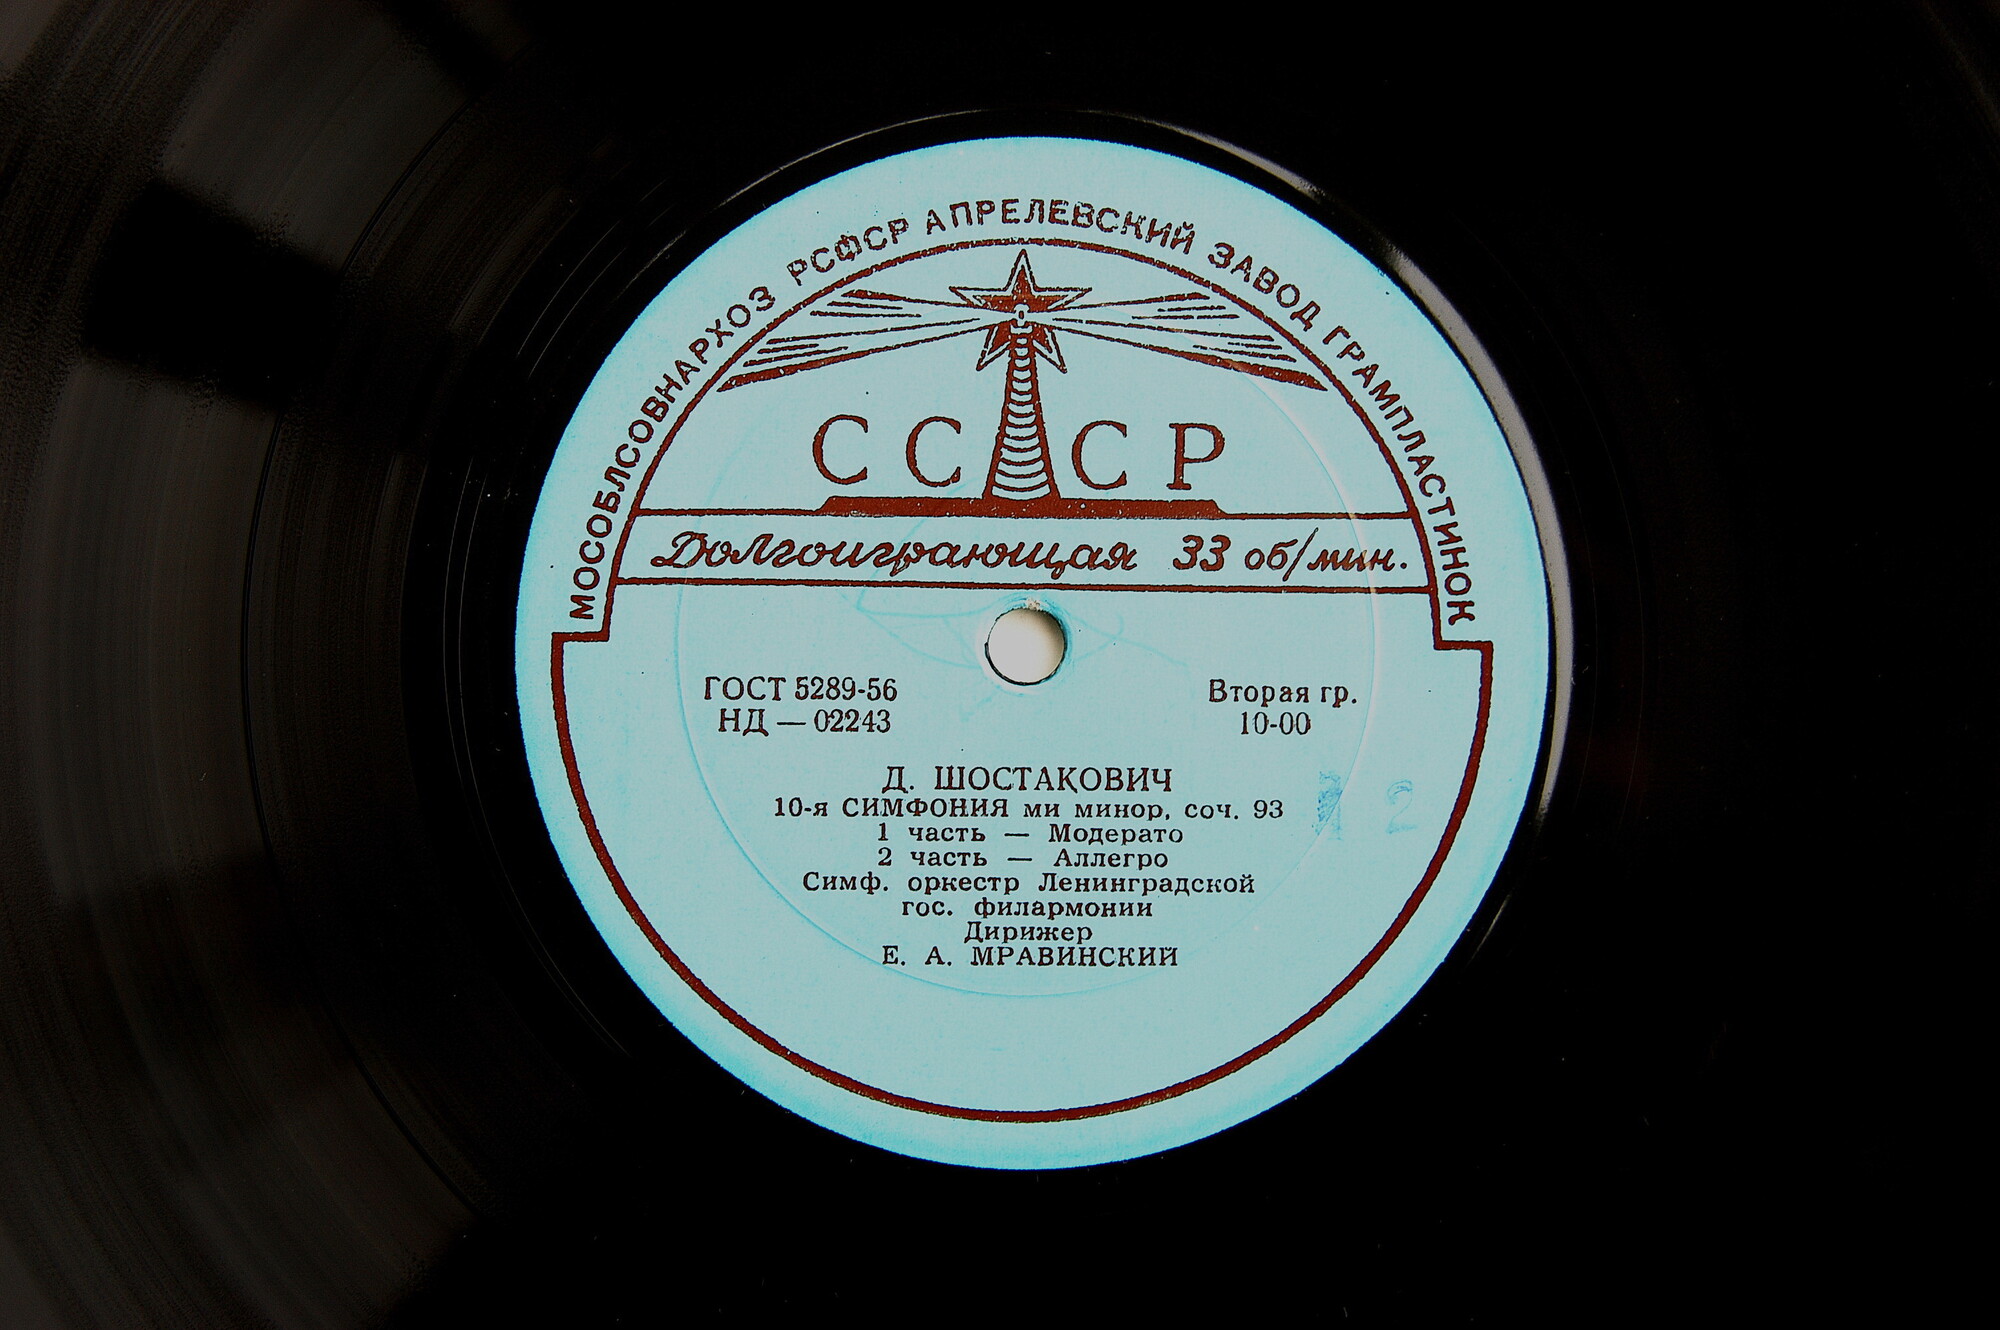 МОСОБЛСОВНАРХОЗ РСФСР АПРЕЛЕВСКИЙ ЗАВОД ГРАМПЛАСТИНОК
СССР
Долгоиграющая 33 об/мин.
ГОСТ 5289-56
НД — 02243
Вторая гр.
10-00
Д. ШОСТАКОВИЧ
10-я СИМФОНИЯ ми минор, соч. 93
1 часть — Модерато
2 часть — Аллегро
Симф. оркестр Ленинградской
гос. филармонии
Дирижер
Е. А. МРАВИНСКИЙ
2